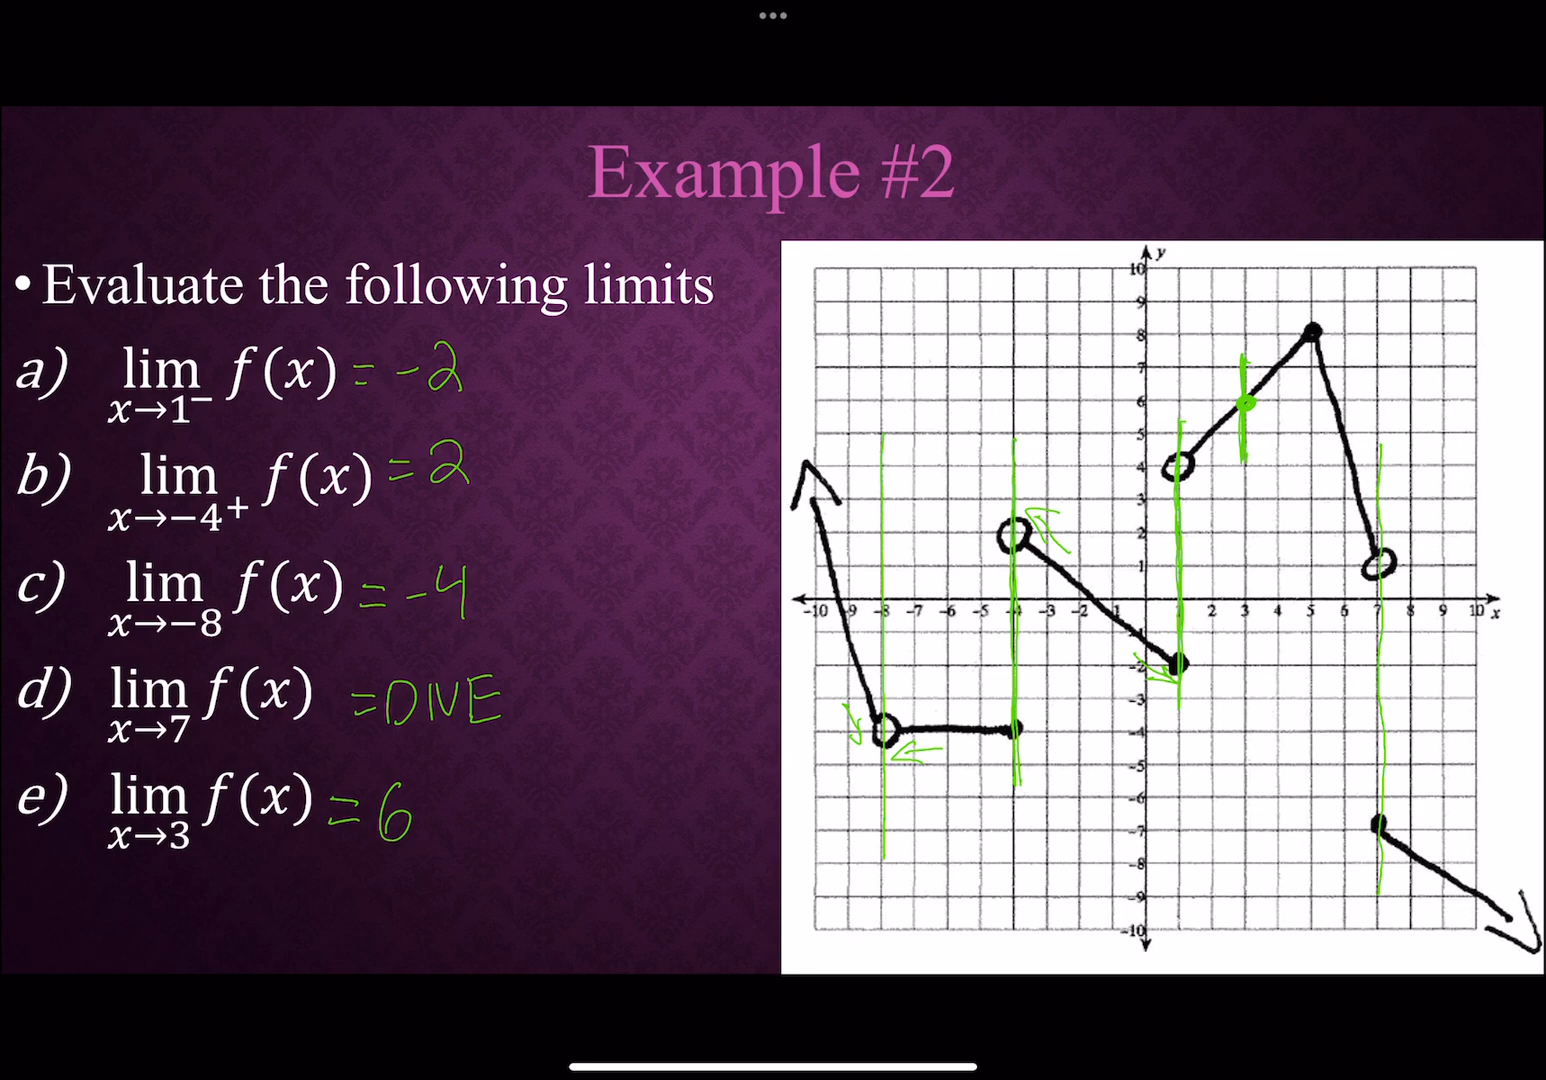 Example #2
• Evaluate the following limits
a) lim x→1⁻ f(x) = -2
b) lim x→−4⁺ f(x) = 2
c) lim x→−8 f(x) = -4
d) lim x→7 f(x) = DNE
e) lim x→3 f(x) = 6
y
10
9
8
7
6
5
4
3
2
1
-10 -9 -8 -7 -6 -5 -4 -3 -2 -1 2 3 4 5 6 7 8 9 10 x
-1
-2
-3
-4
-5
-6
-7
-8
-9
-10